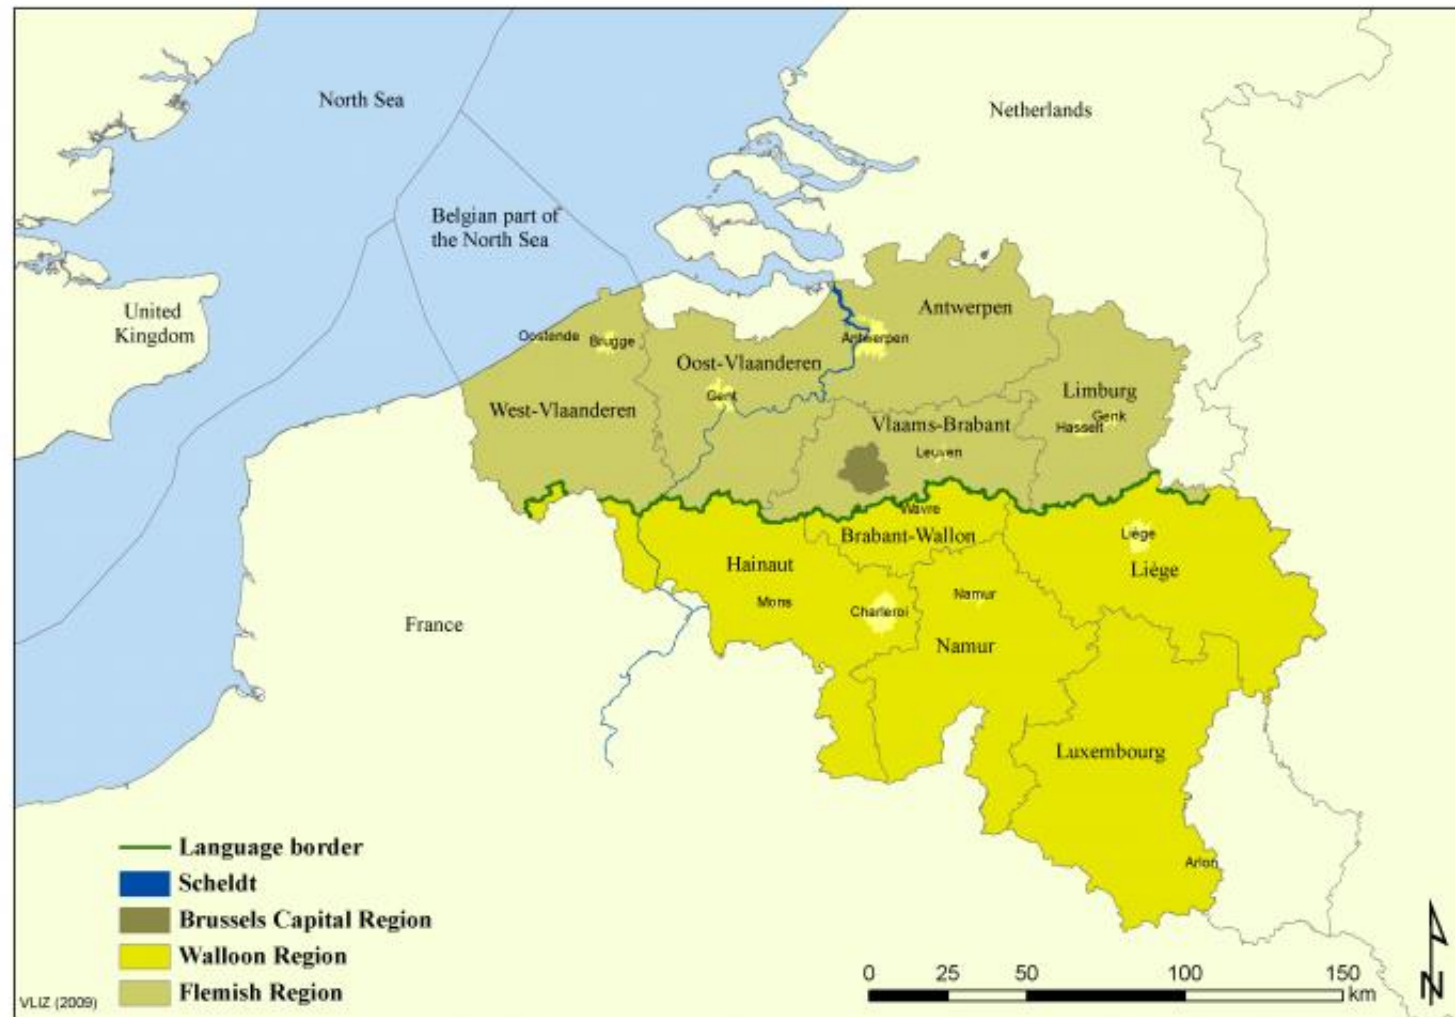 North Sea
Netherlands
Belgian part of
the North Sea
United
Kingdom
Antwerpen
Oostende
Brugge
Antwerpen
Oost-Vlaanderen
Gent
West-Vlaanderen
Limburg
Genk
Hasselt
Vlaams-Brabant
Leuven
Wavre
Brabant-Wallon
Liège
Liège
Hainaut
Mons
Charleroi
Namur
Namur
France
Luxembourg
Arlon
Language border
Scheldt
Brussels Capital Region
Walloon Region
Flemish Region
VLIZ (2009)
0 25 50 100 150
km
N